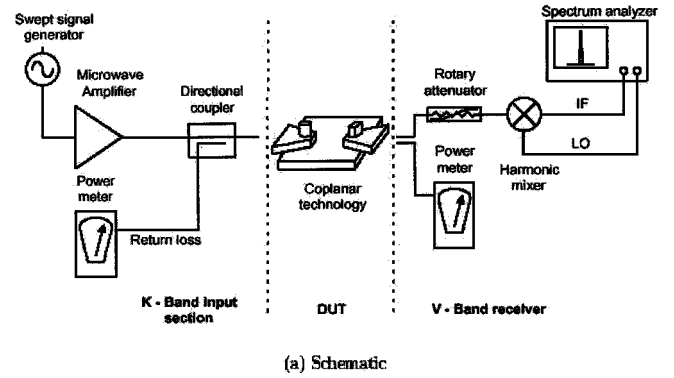 Swept signal
generator
Spectrum analyzer
Microwave
Amplifier
Directional
coupler
Rotary
attenuator
IF
LO
Power
meter
Power
meter
Harmonic
mixer
Coplanar
technology
Return loss
K - Band input
section
DUT
V - Band receiver
(a) Schematic